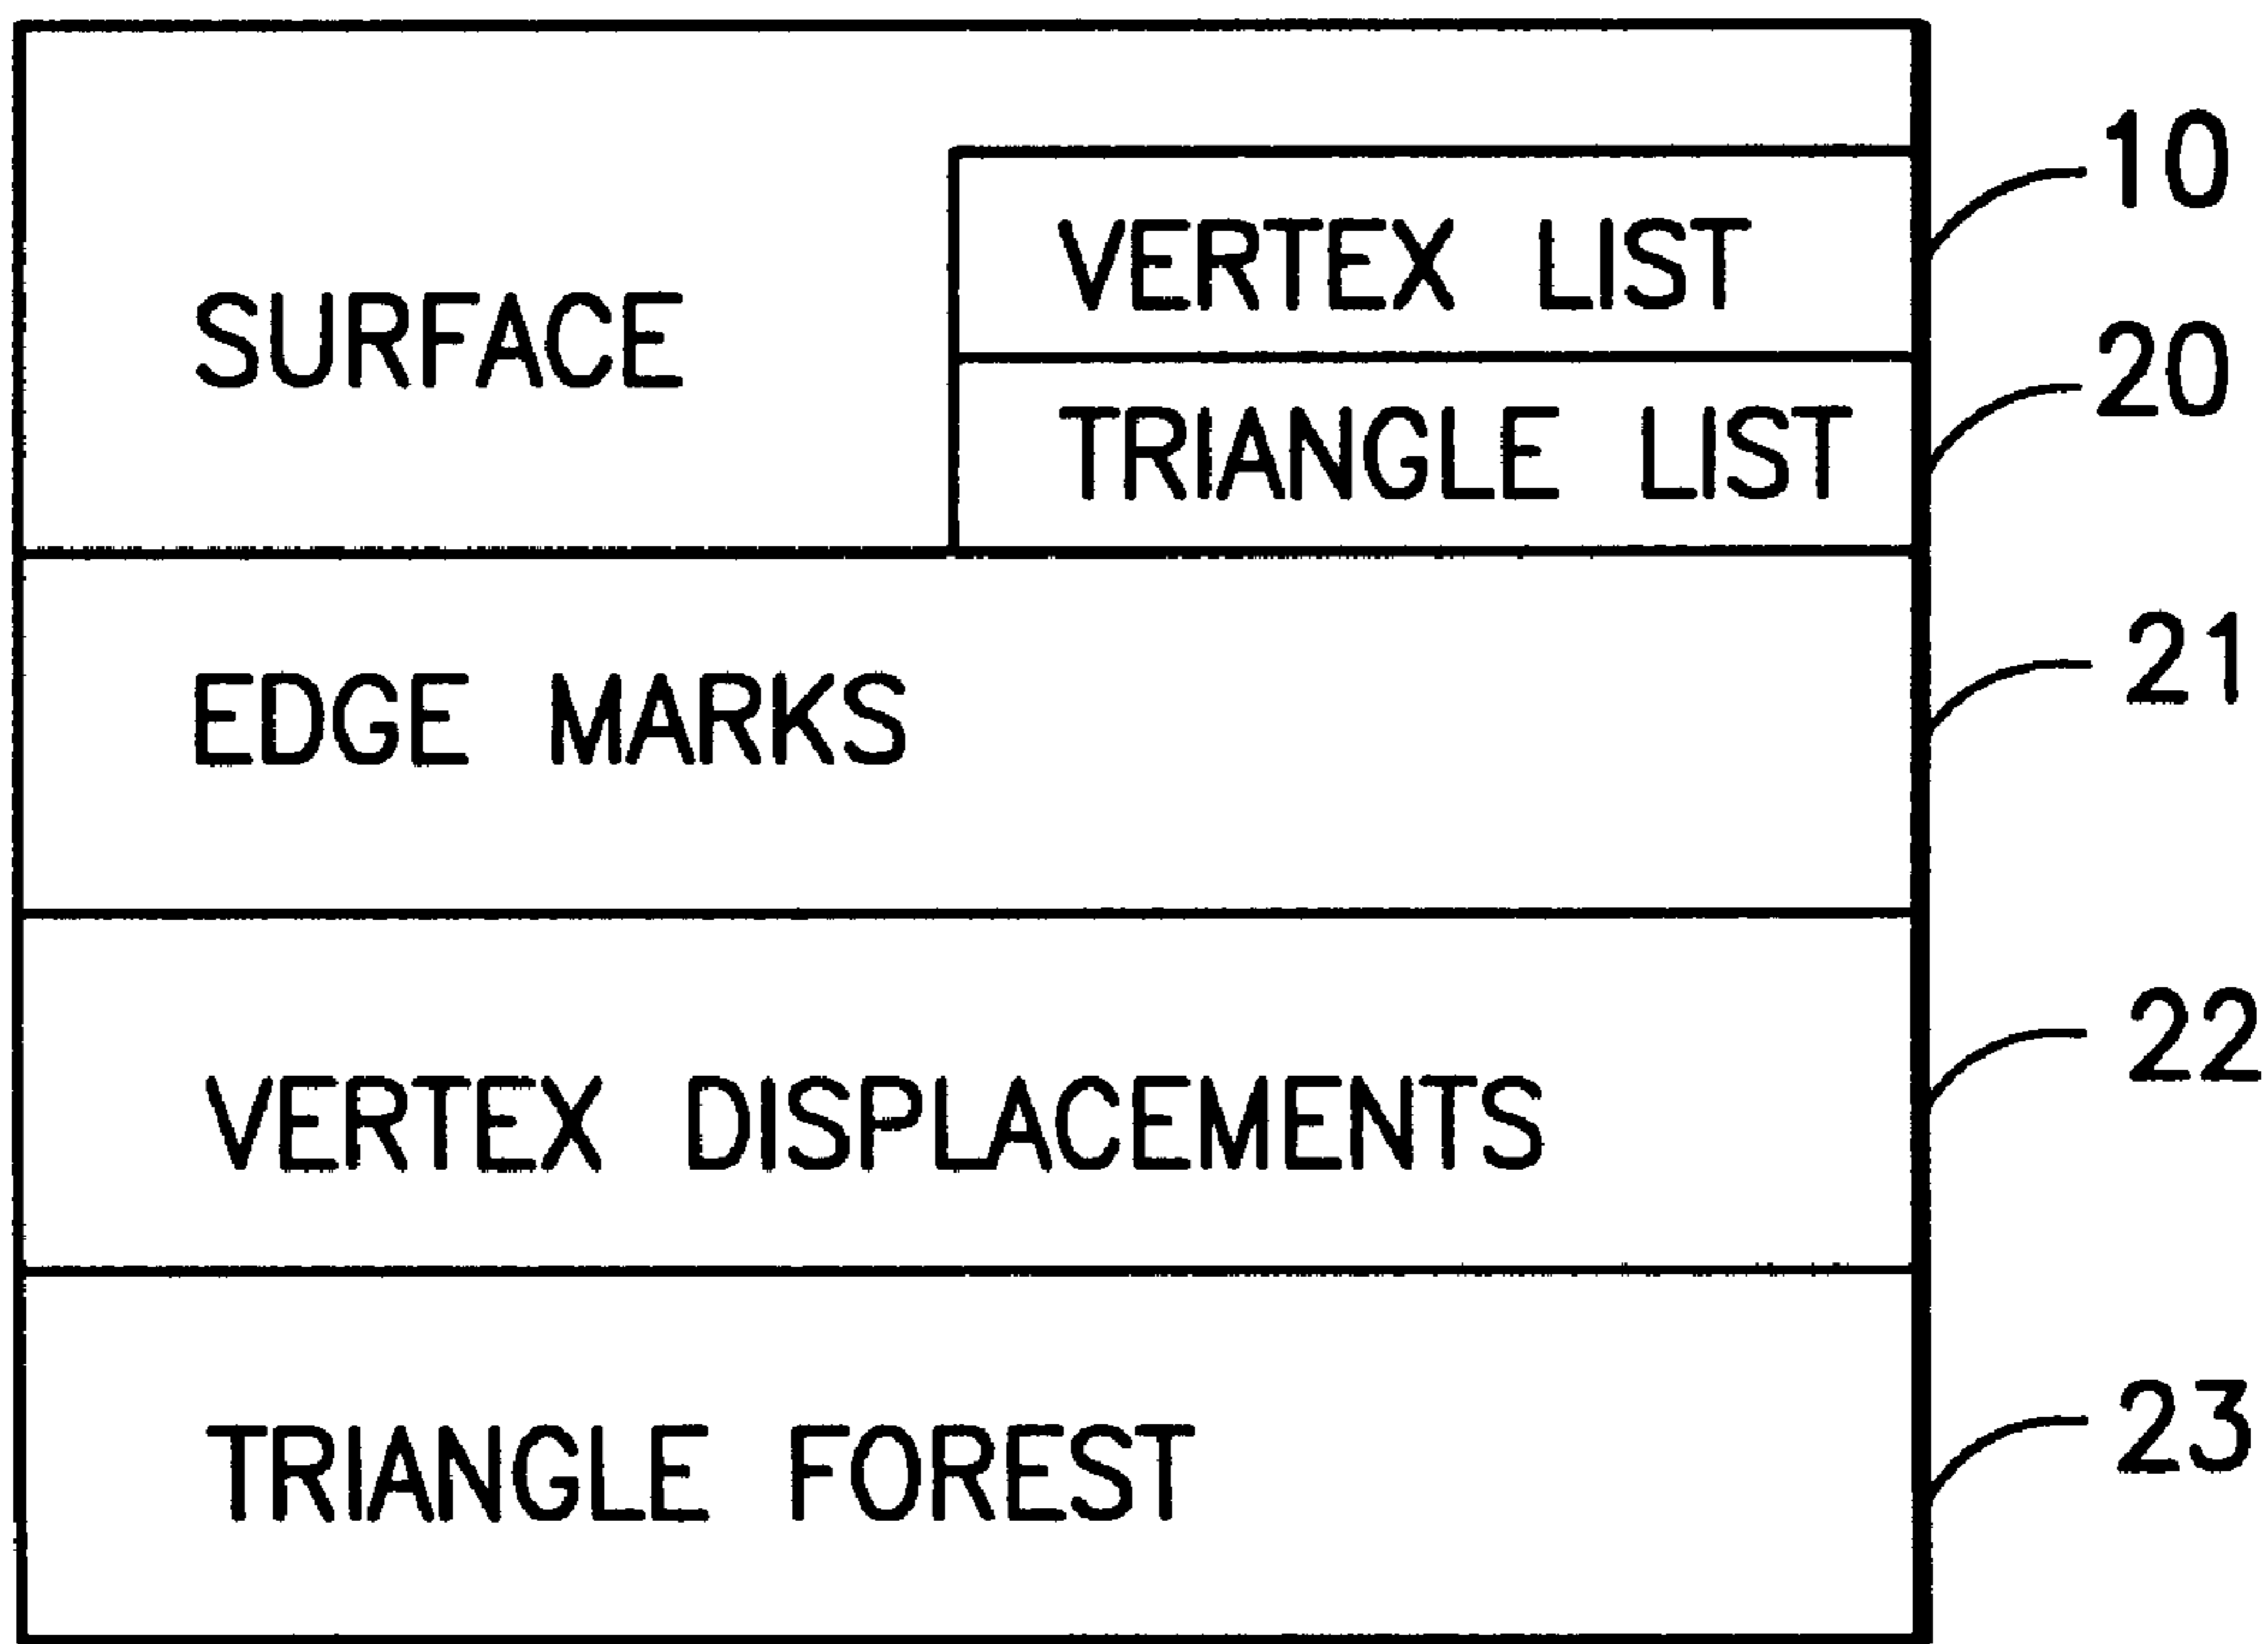 VERTEX LIST 10
SURFACE
TRIANGLE LIST 20
EDGE MARKS 21
VERTEX DISPLACEMENTS 22
TRIANGLE FOREST 23